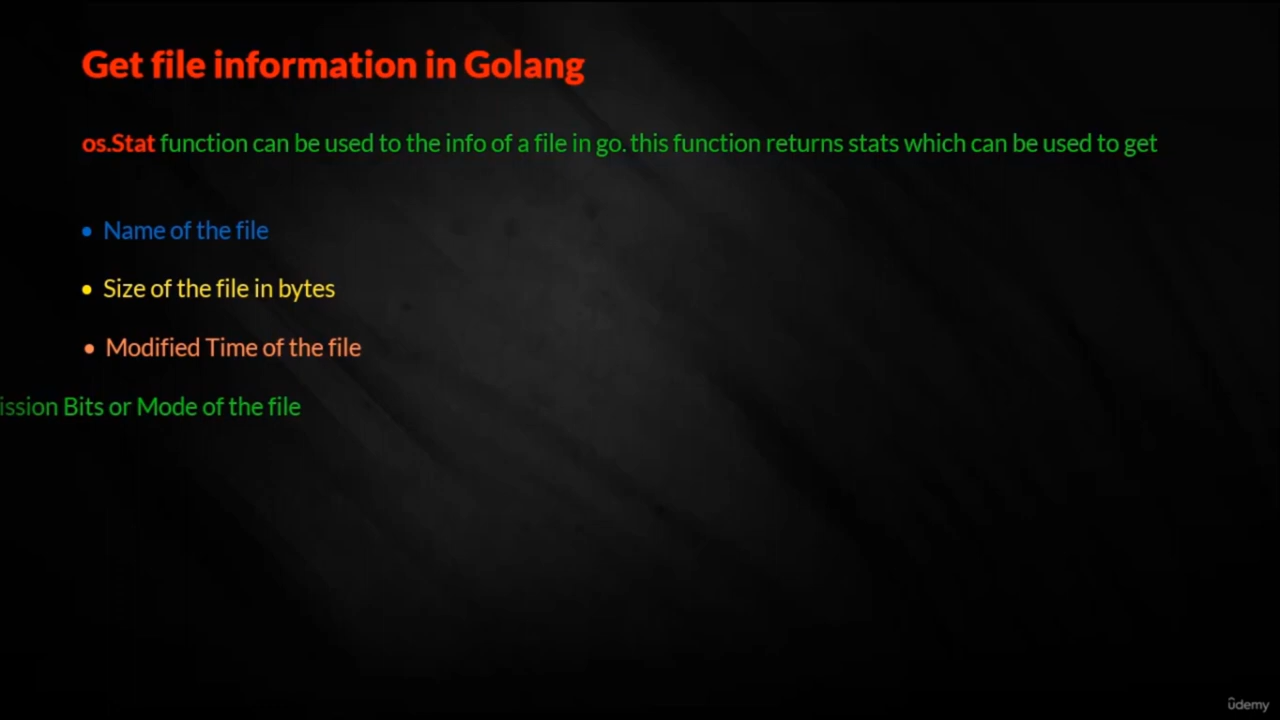 Get file information in Golang
os.Stat function can be used to the info of a file in go. this function returns stats which can be used to get
• Name of the file
• Size of the file in bytes
• Modified Time of the file
ission Bits or Mode of the file
ûdemy